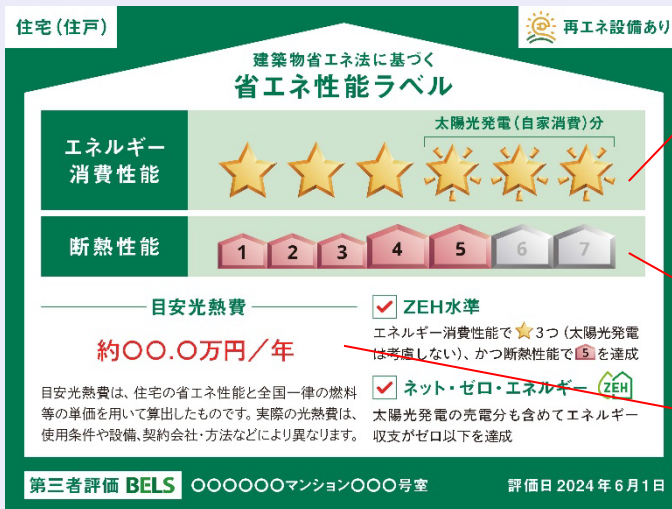 住宅(住戸)
再エネ設備あり
建築物省エネ法に基づく
省エネ性能ラベル
エネルギー
消費性能
太陽光発電(自家消費)分
断熱性能
1 2 3 4 5 6 7
目安光熱費
約〇〇.〇万円/年
目安光熱費は、住宅の省エネ性能と全国一律の燃料
等の単価を用いて算出したものです。実際の光熱費は、
使用条件や設備、契約会社・方法などにより異なります。
ZEH水準
エネルギー消費性能で⭐3つ(太陽光発電
は考慮しない)、かつ断熱性能で5を達成
ネット・ゼロ・エネルギー ZEH
太陽光発電の売電分も含めてエネルギー
収支がゼロ以下を達成
第三者評価 BELS 〇〇〇〇〇〇マンション〇〇〇号室 評価日 2024年6月1日